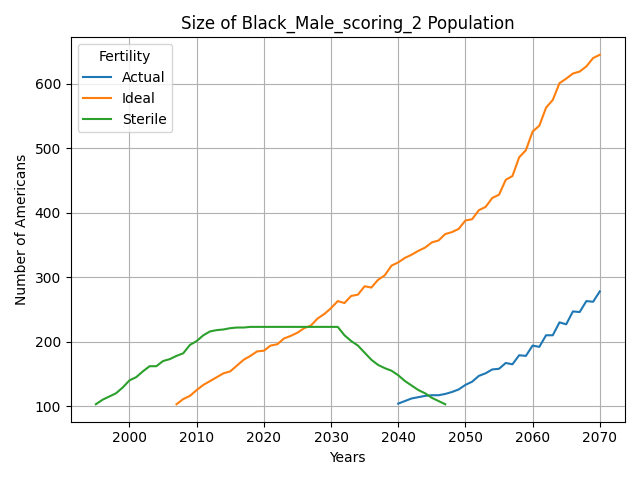 Size of Black_Male_scoring_2 Population
Fertility
Actual
Ideal
Sterile
Number of Americans
600
500
400
300
200
100
2000 2010 2020 2030 2040 2050 2060 2070
Years